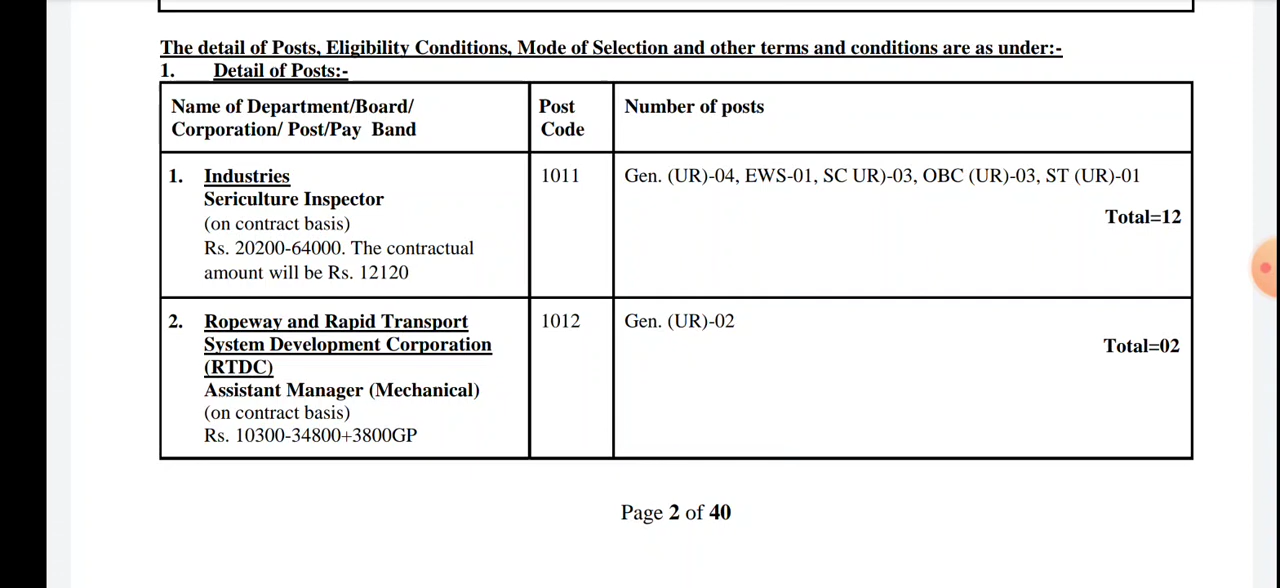 The detail of Posts, Eligibility Conditions, Mode of Selection and other terms and conditions are as under:-
1. Detail of Posts:-
Name of Department/Board/
Corporation/ Post/Pay Band
Post
Code
Number of posts
1. Industries
Sericulture Inspector
(on contract basis)
Rs. 20200-64000. The contractual
amount will be Rs. 12120
1011
Gen. (UR)-04, EWS-01, SC UR)-03, OBC (UR)-03, ST (UR)-01
Total=12
2. Ropeway and Rapid Transport
System Development Corporation
(RTDC)
Assistant Manager (Mechanical)
(on contract basis)
Rs. 10300-34800+3800GP
1012
Gen. (UR)-02
Total=02
Page 2 of 40